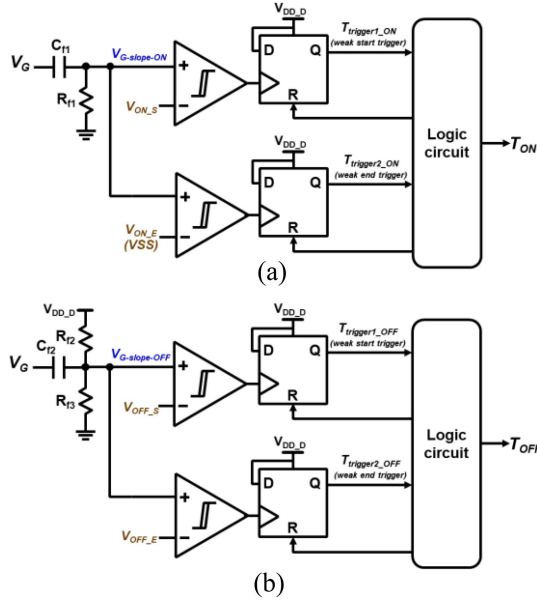 V_DD_D
C_f1
V_G
V_G-slope-ON
D Q
T_trigger1_ON
(weak start trigger)
R_f1
V_ON_S
R
Logic
circuit
T_ON
V_DD_D
D Q
T_trigger2_ON
(weak end trigger)
V_ON_E
(VSS)
R
(a)
V_DD_D
V_DD_D
R_f2
C_f2
V_G
V_G-slope-OFF
D Q
T_trigger1_OFF
(weak start trigger)
R_f3
V_OFF_S
R
Logic
circuit
T_OFF
V_DD_D
D Q
T_trigger2_OFF
(weak end trigger)
V_OFF_E
R
(b)